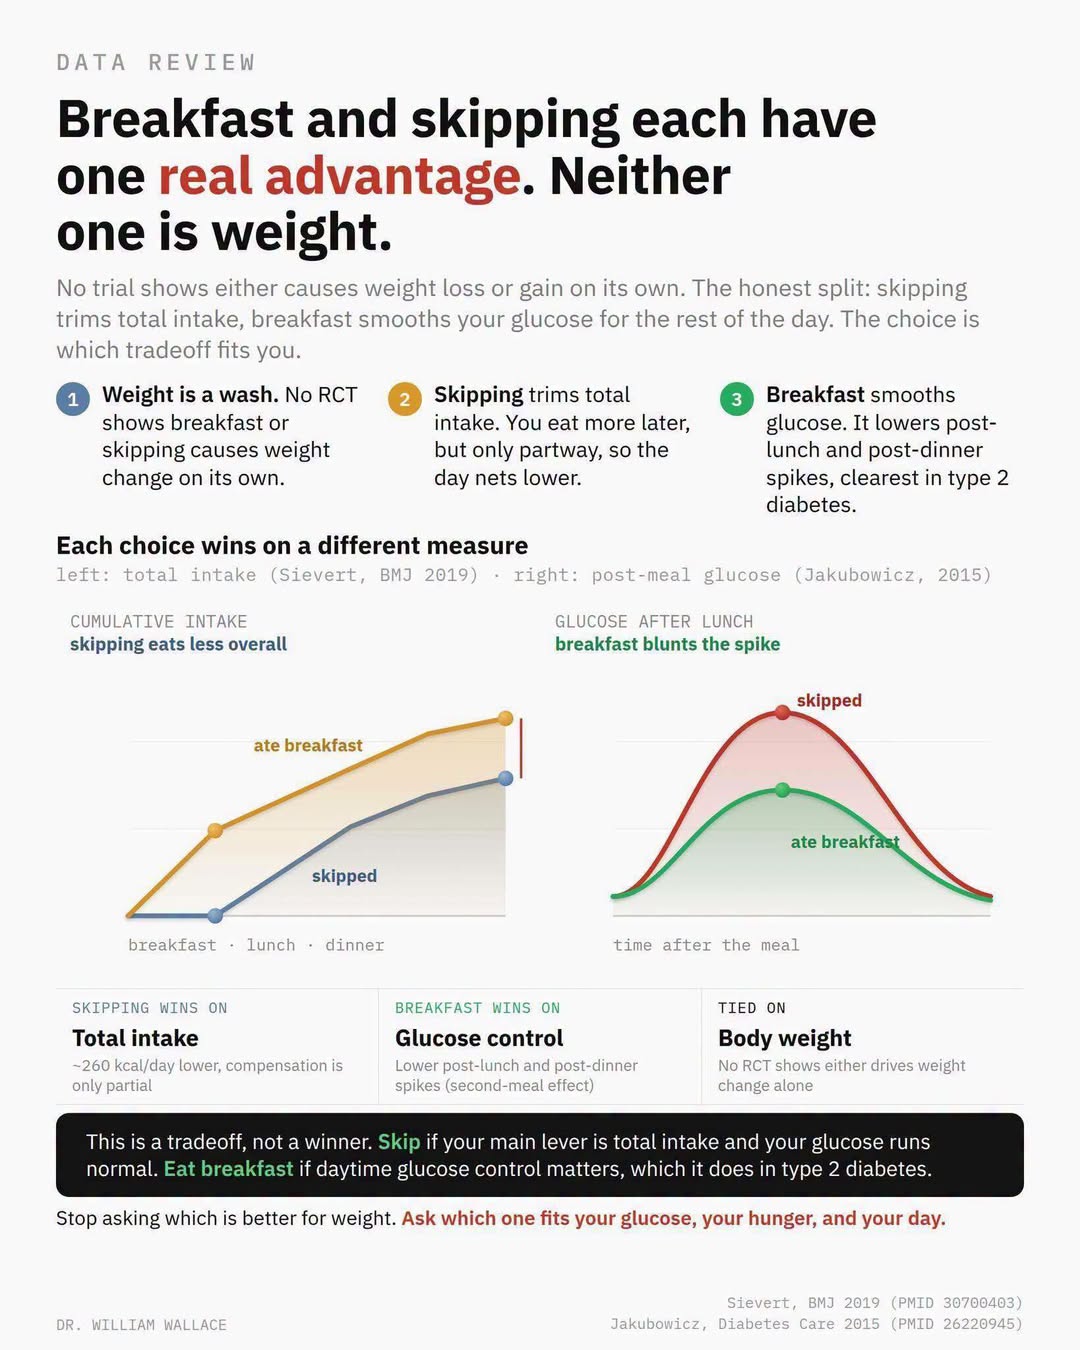 DATA REVIEW
Breakfast and skipping each have
one real advantage. Neither
one is weight.
No trial shows either causes weight loss or gain on its own. The honest split: skipping
trims total intake, breakfast smooths your glucose for the rest of the day. The choice is
which tradeoff fits you.
1 Weight is a wash. No RCT
shows breakfast or
skipping causes weight
change on its own.
2 Skipping trims total
intake. You eat more later,
but only partway, so the
day nets lower.
3 Breakfast smooths
glucose. It lowers post-
lunch and post-dinner
spikes, clearest in type 2
diabetes.
Each choice wins on a different measure
left: total intake (Sievert, BMJ 2019) · right: post-meal glucose (Jakubowicz, 2015)
CUMULATIVE INTAKE
skipping eats less overall
ate breakfast
skipped
breakfast · lunch · dinner
GLUCOSE AFTER LUNCH
breakfast blunts the spike
skipped
ate breakfast
time after the meal
SKIPPING WINS ON
Total intake
~260 kcal/day lower, compensation is
only partial
BREAKFAST WINS ON
Glucose control
Lower post-lunch and post-dinner
spikes (second-meal effect)
TIED ON
Body weight
No RCT shows either drives weight
change alone
This is a tradeoff, not a winner. Skip if your main lever is total intake and your glucose runs
normal. Eat breakfast if daytime glucose control matters, which it does in type 2 diabetes.
Stop asking which is better for weight. Ask which one fits your glucose, your hunger, and your day.
DR. WILLIAM WALLACE
Sievert, BMJ 2019 (PMID 30700403)
Jakubowicz, Diabetes Care 2015 (PMID 26220945)